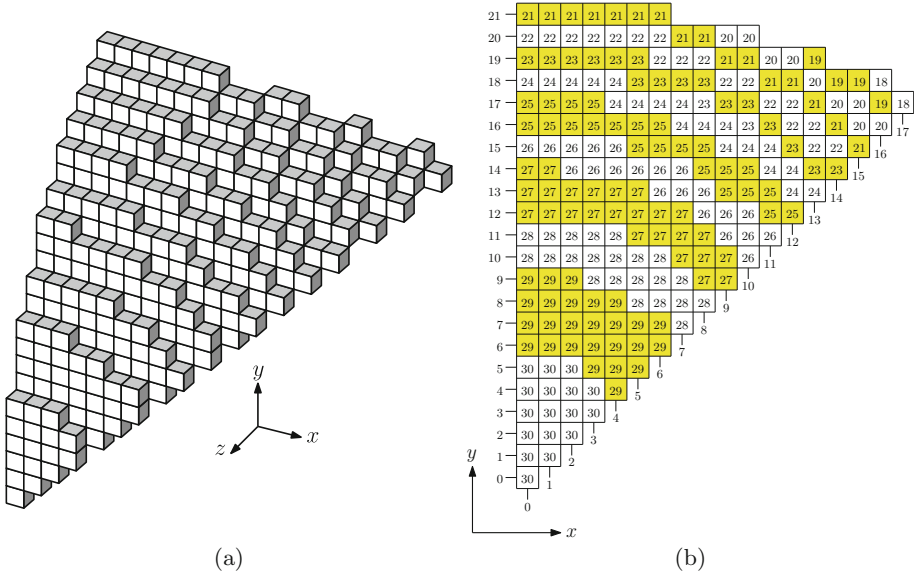 21 21 21 21 21 21 21 21
20 22 22 22 22 22 22 22 21 21 20 20
19 23 23 23 23 23 23 22 22 22 21 21 20 20 19
18 24 24 24 24 24 23 23 23 23 22 22 21 21 20 19 19 18
17 25 25 25 25 24 24 24 24 24 23 23 22 22 21 20 20 19 18
16 25 25 25 25 25 25 25 24 24 24 23 23 22 22 21 20 20 17
15 26 26 26 26 26 25 25 25 25 24 24 24 23 22 22 21 16
14 27 27 26 26 26 26 26 26 25 25 25 24 24 23 23 15
13 27 27 27 27 27 27 26 26 26 25 25 25 24 24 14
12 27 27 27 27 27 27 27 27 26 26 26 25 25 13
11 28 28 28 28 28 27 27 27 27 26 26 26 12
10 28 28 28 28 28 28 28 27 27 27 26 11
9 29 29 29 28 28 28 28 28 27 27 10
8 29 29 29 29 29 28 28 28 28 9
7 29 29 29 29 29 29 29 28 8
6 29 29 29 29 29 29 29 7
5 30 30 30 29 29 29 6
4 30 30 30 30 29 5
3 30 30 30 30 4
2 30 30 30 3
1 30 30 2
0 30 1
0
y
x
z
y
x
(a)
(b)